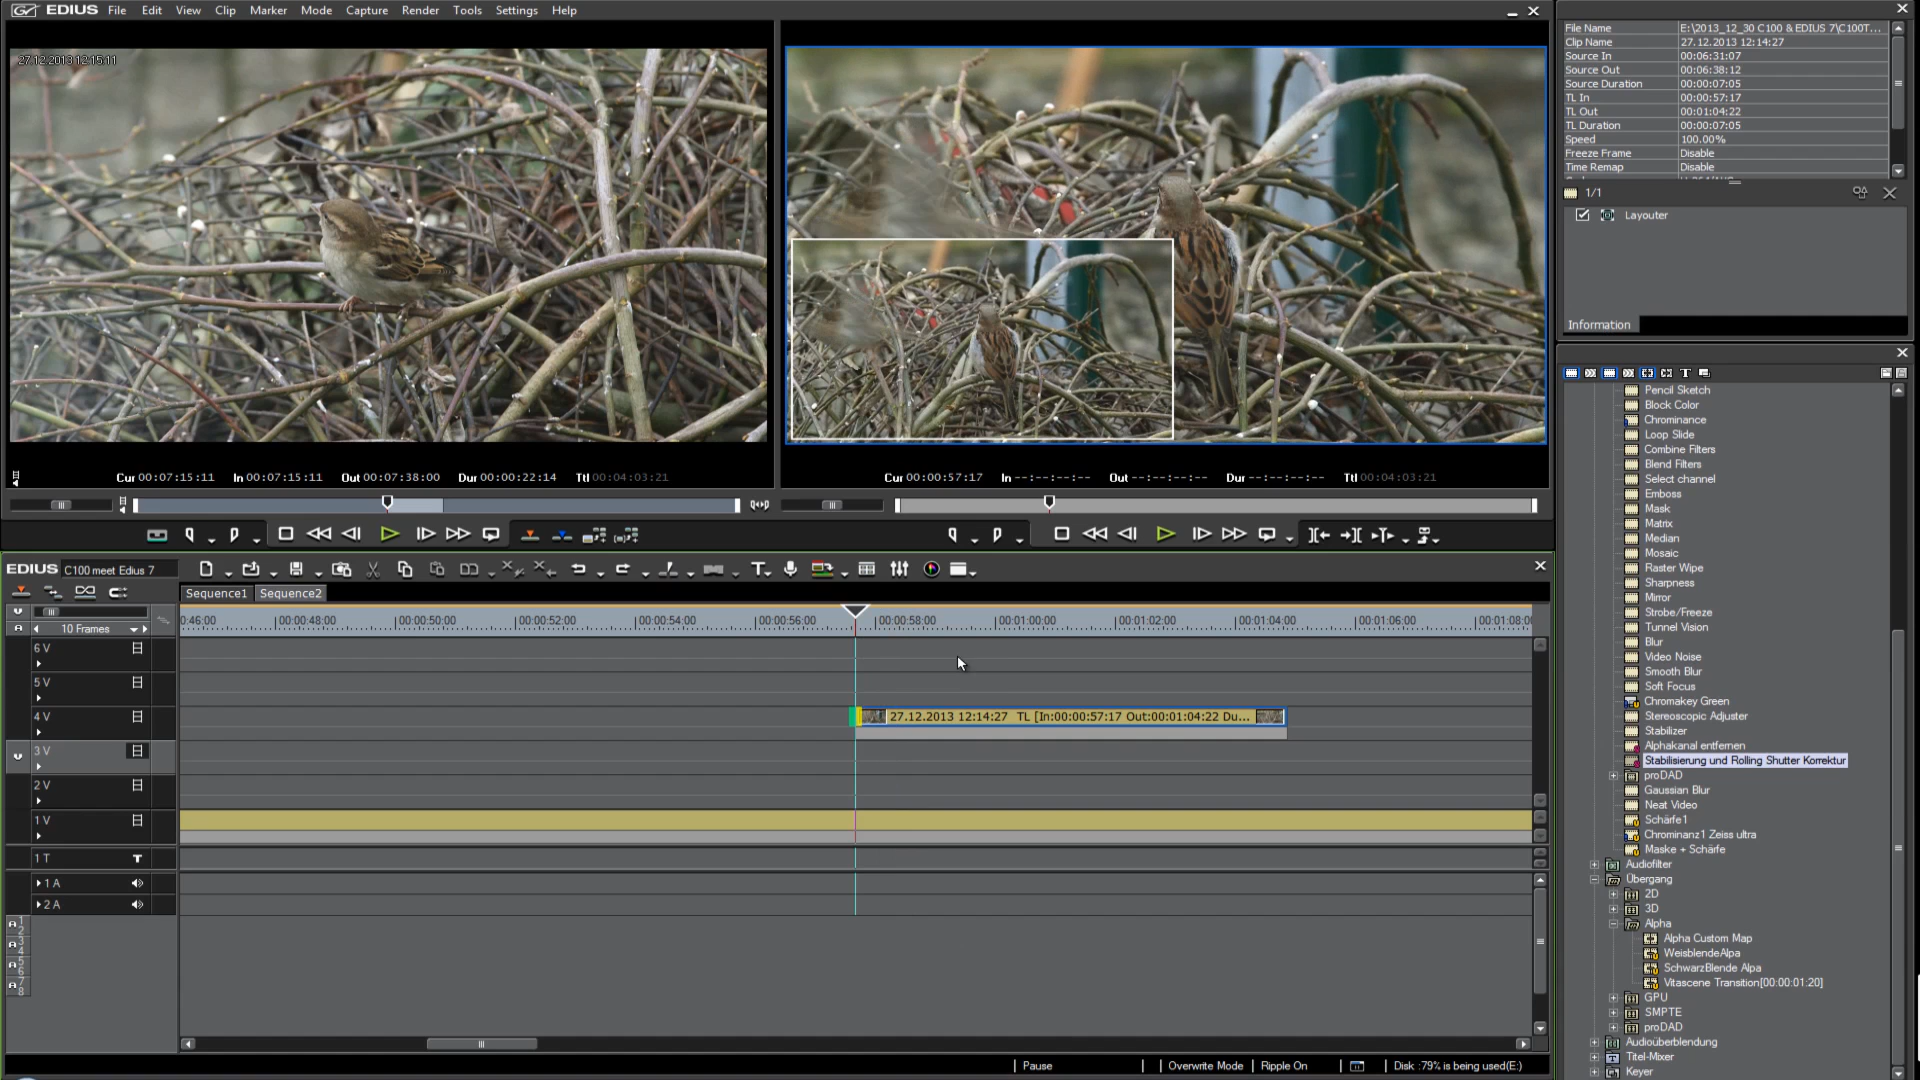 EDIUS File Edit View Clip Marker Mode Capture Render Tools Settings Help
27.12.2013 12:15:11
Cur 00:07:15:11 In 00:07:15:11 Out 00:07:38:00 Dur 00:00:22:14 Ttl 00:04:03:21
Cur 00:00:57:17 In --:--:--:-- Out --:--:--:-- Dur --:--:--:-- Ttl 00:04:03:21
File Name E:\2013_12_30 C100 & EDIUS 7\C100T...
Clip Name 27.12.2013 12:14:27
Source In 00:06:31:07
Source Out 00:06:38:12
Source Duration 00:00:07:05
TL In 00:00:57:17
TL Out 00:01:04:22
TL Duration 00:00:07:05
Speed 100.00%
Freeze Frame Disable
Time Remap Disable
1/1
Layouter
Information
EDIUS C100 meet Edius 7
Sequence1 Sequence2
10 Frames
0:46:00 00:00:48:00 00:00:50:00 00:00:52:00 00:00:54:00 00:00:56:00 00:00:58:00 00:01:00:00 00:01:02:00 00:01:04:00 00:01:06:00 00:01:08:0
6 V
5 V
4 V
27.12.2013 12:14:27 TL [In:00:00:57:17 Out:00:01:04:22 Du...
3 V
2 V
1 V
1 T T
1 A
2 A
A 1
2
A 3
4
A 5
6
A 7
8
Pause Overwrite Mode Ripple On Disk :79% is being used(E:)
Pencil Sketch
Block Color
Chrominance
Loop Slide
Combine Filters
Blend Filters
Select channel
Emboss
Mask
Matrix
Median
Mosaic
Raster Wipe
Sharpness
Mirror
Strobe/Freeze
Tunnel Vision
Blur
Video Noise
Smooth Blur
Soft Focus
Chromakey Green
Stereoscopic Adjuster
Stabilizer
Alphakanal entfernen
Stabilisierung und Rolling Shutter Korrektur
proDAD
Gaussian Blur
Neat Video
Schärfe1
Chrominanz1 Zeiss ultra
Maske + Schärfe
Audiofilter
Übergang
2D
3D
Alpha
Alpha Custom Map
WeisblendeAlpa
SchwarzBlende Alpa
Vitascene Transition[00:00:01:20]
GPU
SMPTE
proDAD
Audioüberblendung
Titel-Mixer
Keyer